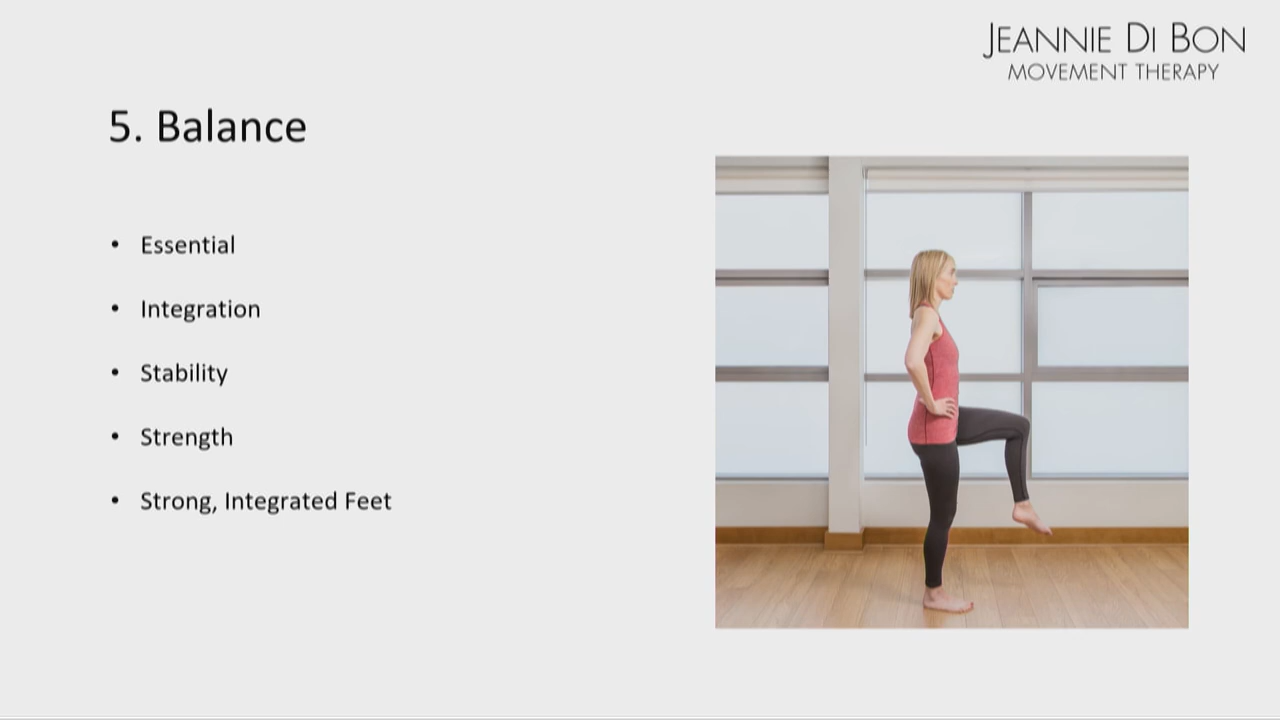 JEANNIE DI BON
MOVEMENT THERAPY
5. Balance
• Essential
• Integration
• Stability
• Strength
• Strong, Integrated Feet